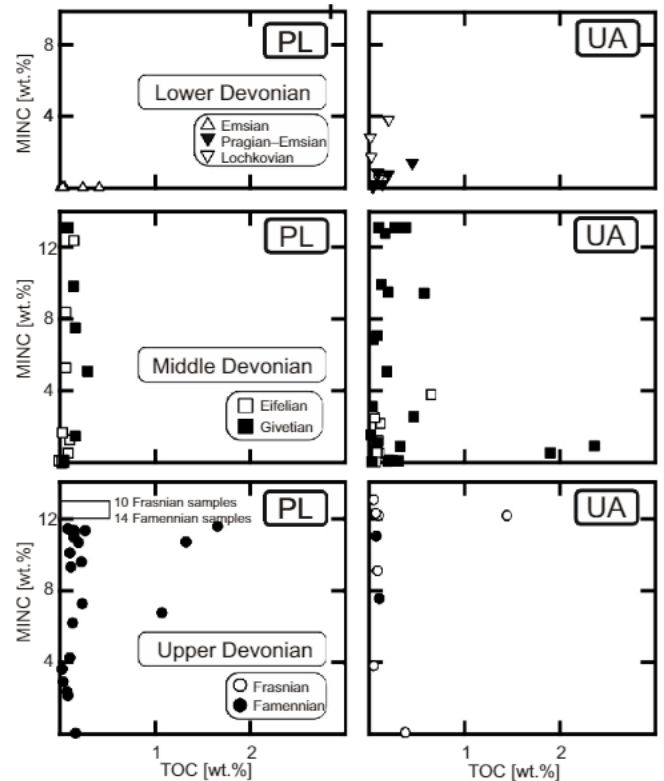 PL
UA
MINC [wt.%]
8
4
Lower Devonian
Emsian
Pragian–Emsian
Lochkovian
PL
UA
MINC [wt.%]
12
8
4
Middle Devonian
Eifelian
Givetian
10 Frasnian samples
14 Famennian samples
PL
UA
MINC [wt.%]
12
8
4
Upper Devonian
Frasnian
Famennian
1
2
1
2
TOC [wt.%]
TOC [wt.%]